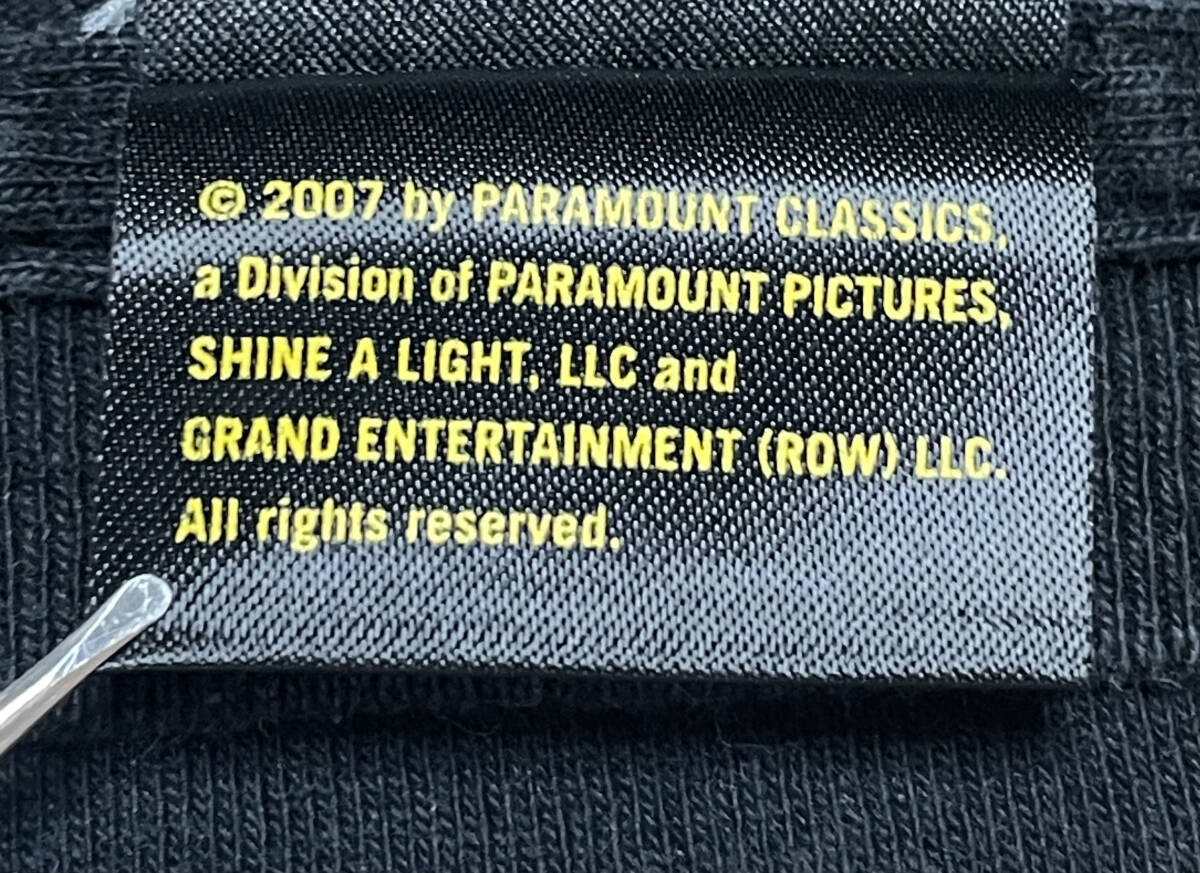 © 2007 by PARAMOUNT CLASSICS,
a Division of PARAMOUNT PICTURES,
SHINE A LIGHT, LLC and
GRAND ENTERTAINMENT (ROW) LLC.
All rights reserved.